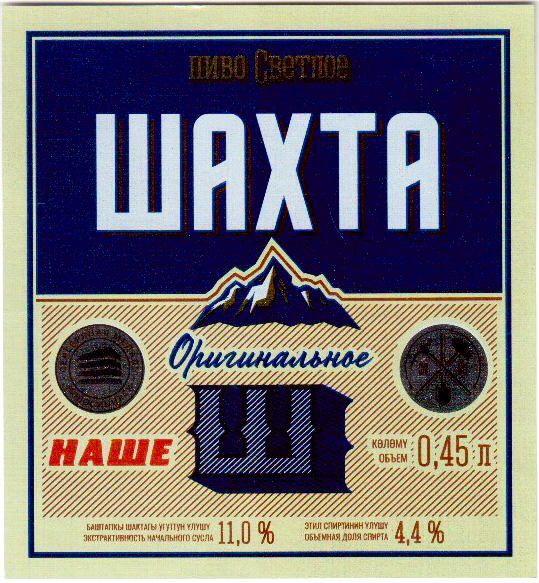 пиво Светлое
ШАХТА
Оригинальное
Ш
НАШЕ
КӨЛӨМҮ
ОБЪЕМ 0,45 л
БАШТАПКЫ ШАКТАГЫ УГУТТУН ҮЛҮШҮ
ЭКСТРАКТИВНОСТЬ НАЧАЛЬНОГО СУСЛА 11,0 %
ЭТИЛ СПИРТИНИН ҮЛҮШҮ
ОБЪЕМНАЯ ДОЛЯ СПИРТА 4,4 %